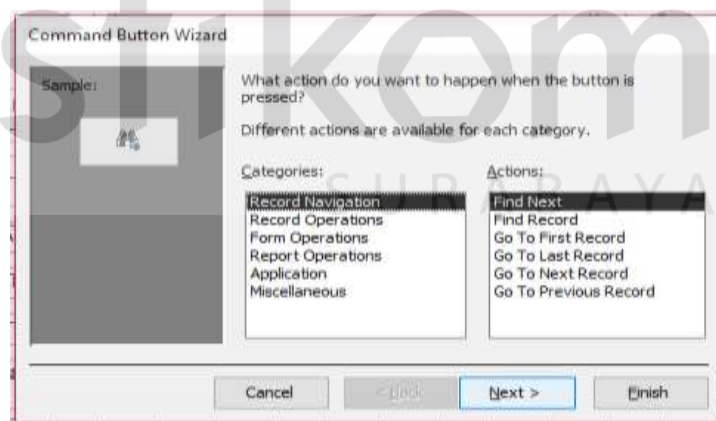 stikom
SURABAYA
Command Button Wizard
Sample:
What action do you want to happen when the button is
pressed?
Different actions are available for each category.
Categories:
Record Navigation
Record Operations
Form Operations
Report Operations
Application
Miscellaneous
Actions:
Find Next
Find Record
Go To First Record
Go To Last Record
Go To Next Record
Go To Previous Record
Cancel
< Back
Next >
Finish